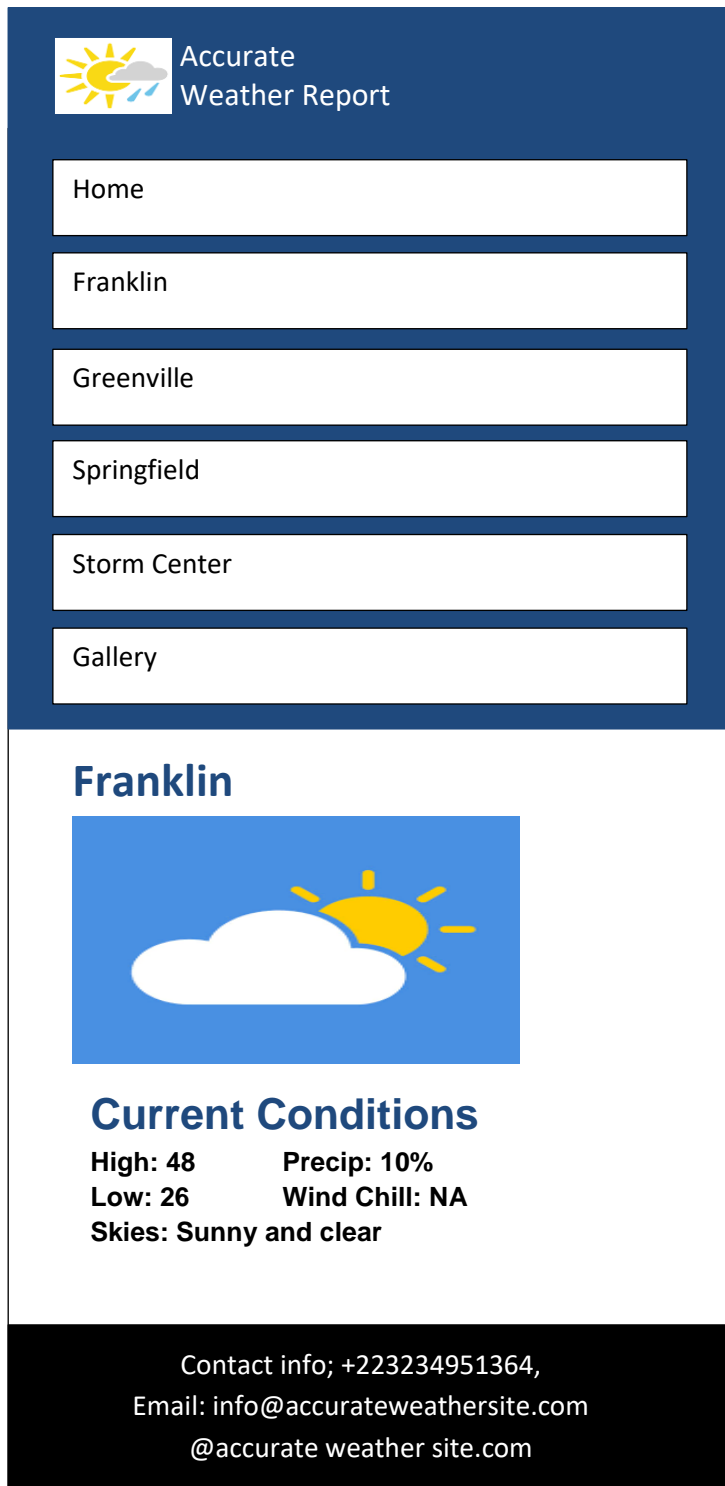 Accurate
Weather Report
Home
Franklin
Greenville
Springfield
Storm Center
Gallery
Franklin
Current Conditions
High: 48 Precip: 10%
Low: 26 Wind Chill: NA
Skies: Sunny and clear
Contact info; +223234951364,
Email: info@accurateweathersite.com
@accurate weather site.com